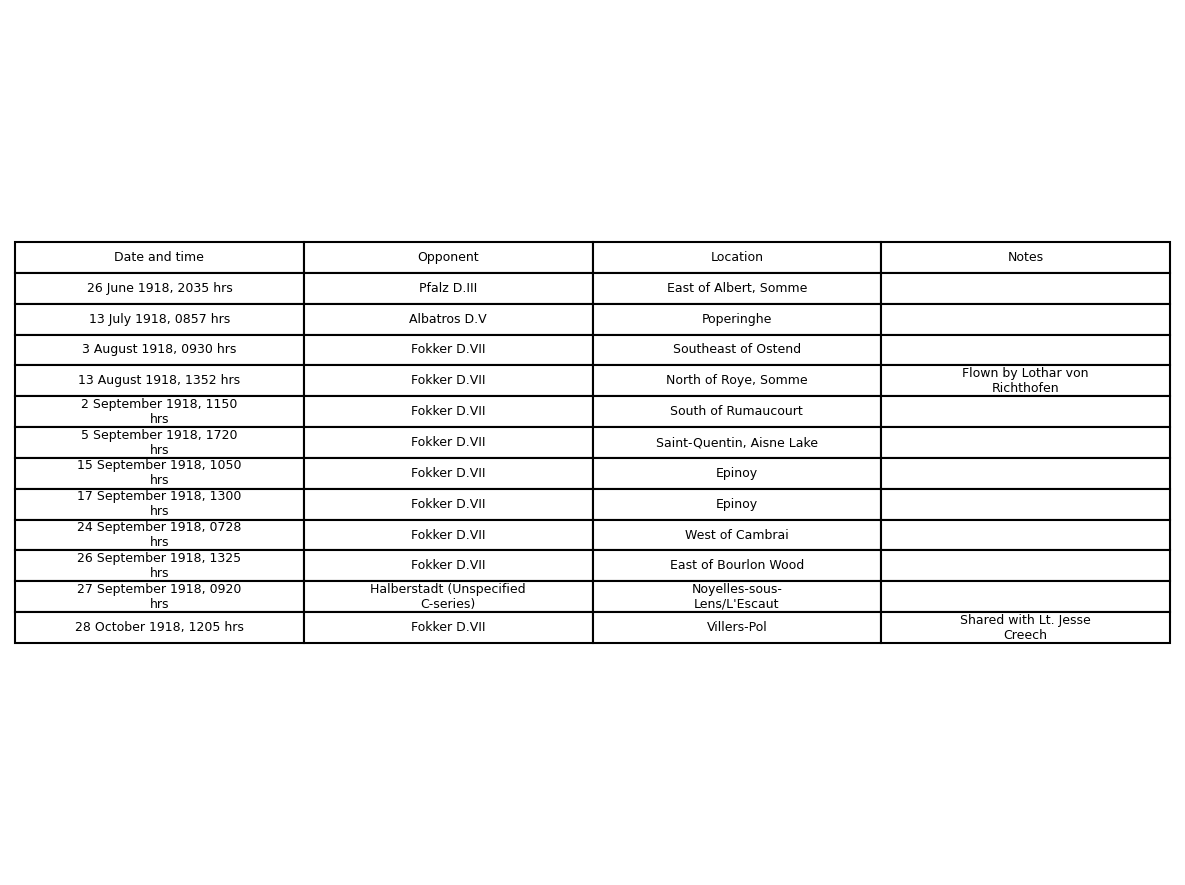 Date and time Opponent Location Notes
26 June 1918, 2035 hrs Pfalz D.III East of Albert, Somme
13 July 1918, 0857 hrs Albatros D.V Poperinghe
3 August 1918, 0930 hrs Fokker D.VII Southeast of Ostend
13 August 1918, 1352 hrs Fokker D.VII North of Roye, Somme Flown by Lothar von
Richthofen
2 September 1918, 1150
hrs Fokker D.VII South of Rumaucourt
5 September 1918, 1720
hrs Fokker D.VII Saint-Quentin, Aisne Lake
15 September 1918, 1050
hrs Fokker D.VII Epinoy
17 September 1918, 1300
hrs Fokker D.VII Epinoy
24 September 1918, 0728
hrs Fokker D.VII West of Cambrai
26 September 1918, 1325
hrs Fokker D.VII East of Bourlon Wood
27 September 1918, 0920 Halberstadt (Unspecified Noyelles-sous-
hrs C-series) Lens/L'Escaut
28 October 1918, 1205 hrs Fokker D.VII Villers-Pol Shared with Lt. Jesse
Creech